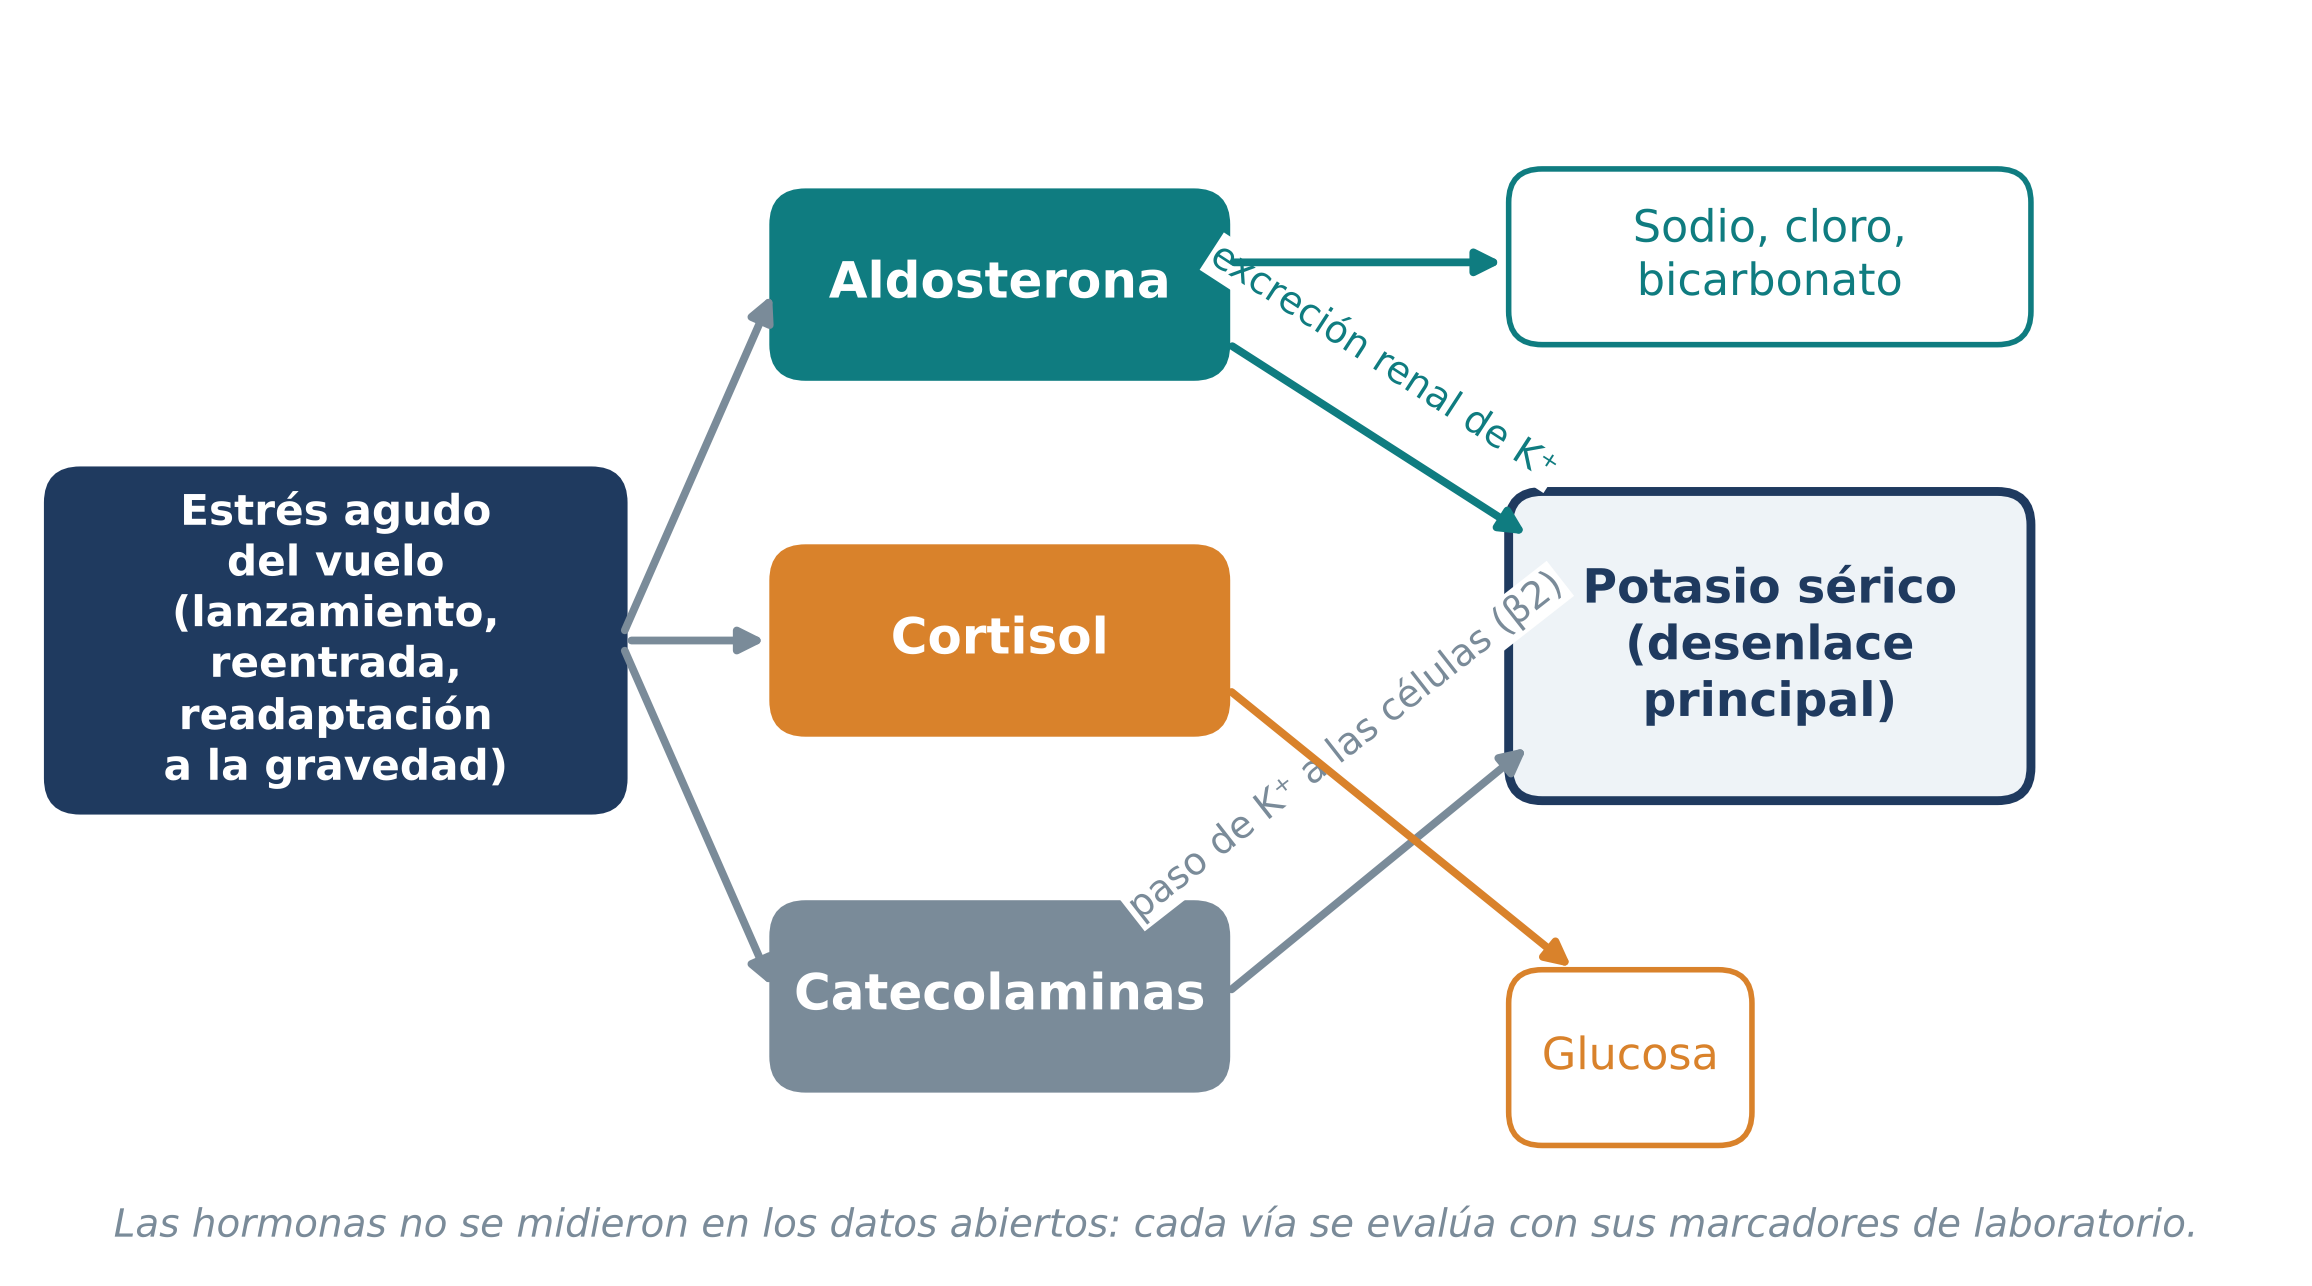 Estrés agudo
del vuelo
(lanzamiento,
reentrada,
readaptación
a la gravedad)
Aldosterona
Cortisol
Catecolaminas
excreción renal de K⁺
paso de K⁺ a las células (β2)
Sodio, cloro,
bicarbonato
Potasio sérico
(desenlace
principal)
Glucosa
Las hormonas no se midieron en los datos abiertos: cada vía se evalúa con sus marcadores de laboratorio.